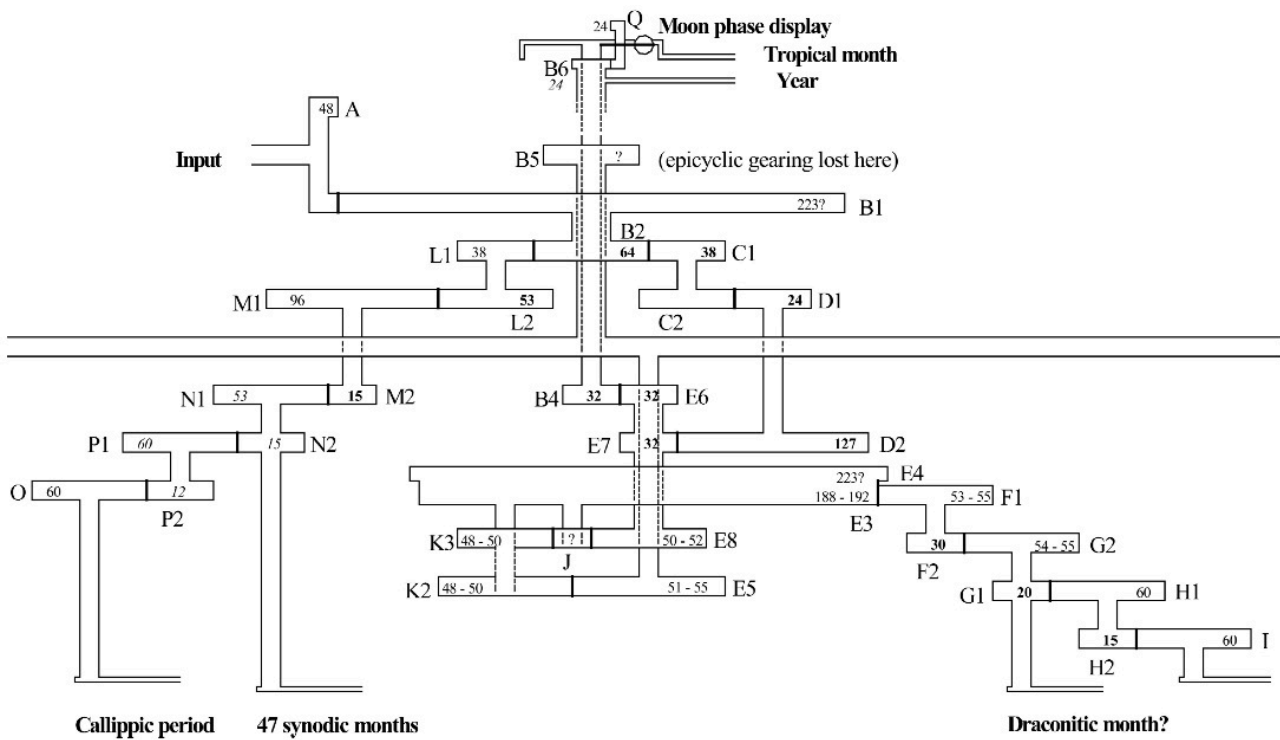 24 Q Moon phase display
Tropical month
B6 Year
24
48 A
Input
B5 ? (epicyclic gearing lost here)
223? B1
B2
L1 38 64 38 C1
M1 96 53 24 D1
L2 C2
N1 53 15 M2 B4 32 32 E6
P1 60 15 N2 E7 32 127 D2
223? E4
O 60 12 188 - 192 53 - 55 F1
P2 E3
K3 48 - 50 ? 50 - 52 E8 30 54 - 55 G2
J F2
K2 48 - 50 51 - 55 E5 G1 20 60 H1
15 60 I
H2
Callippic period 47 synodic months Draconitic month?